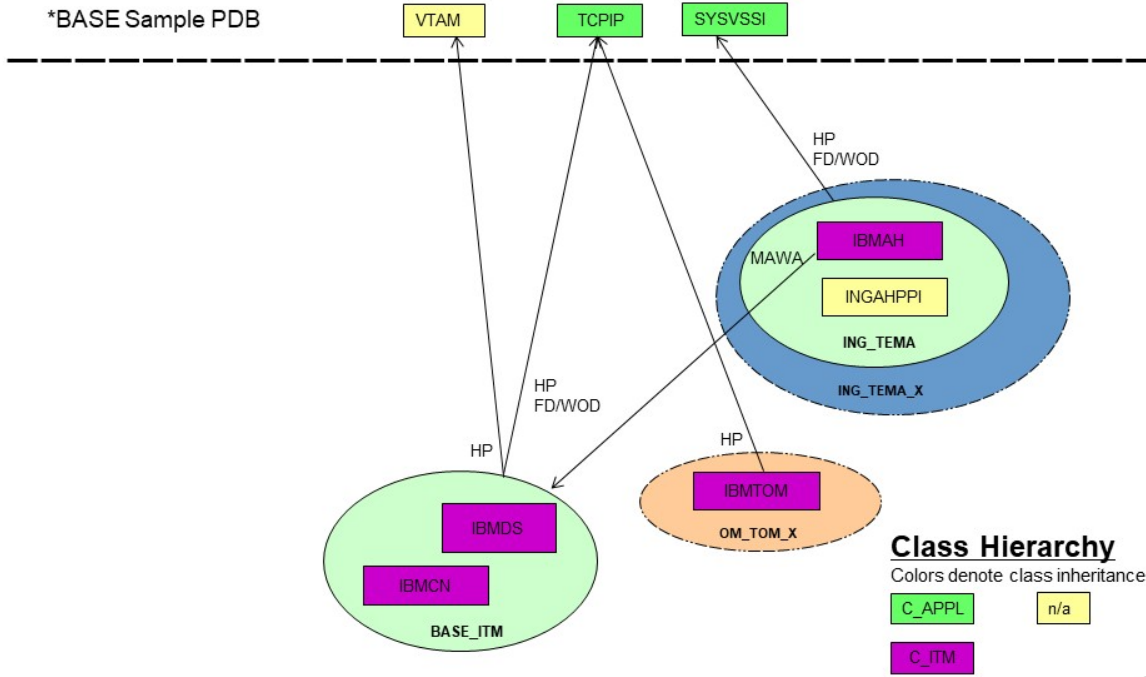 *BASE Sample PDB
VTAM
TCPIP
SYSVSSI
HP
FD/WOD
IBMAH
MAWA
INGAHPPI
ING_TEMA
ING_TEMA_X
HP
FD/WOD
HP
HP
IBMTOM
OM_TOM_X
IBMDS
IBMCN
BASE_ITM
Class Hierarchy
Colors denote class inheritance
C_APPL
n/a
C_ITM